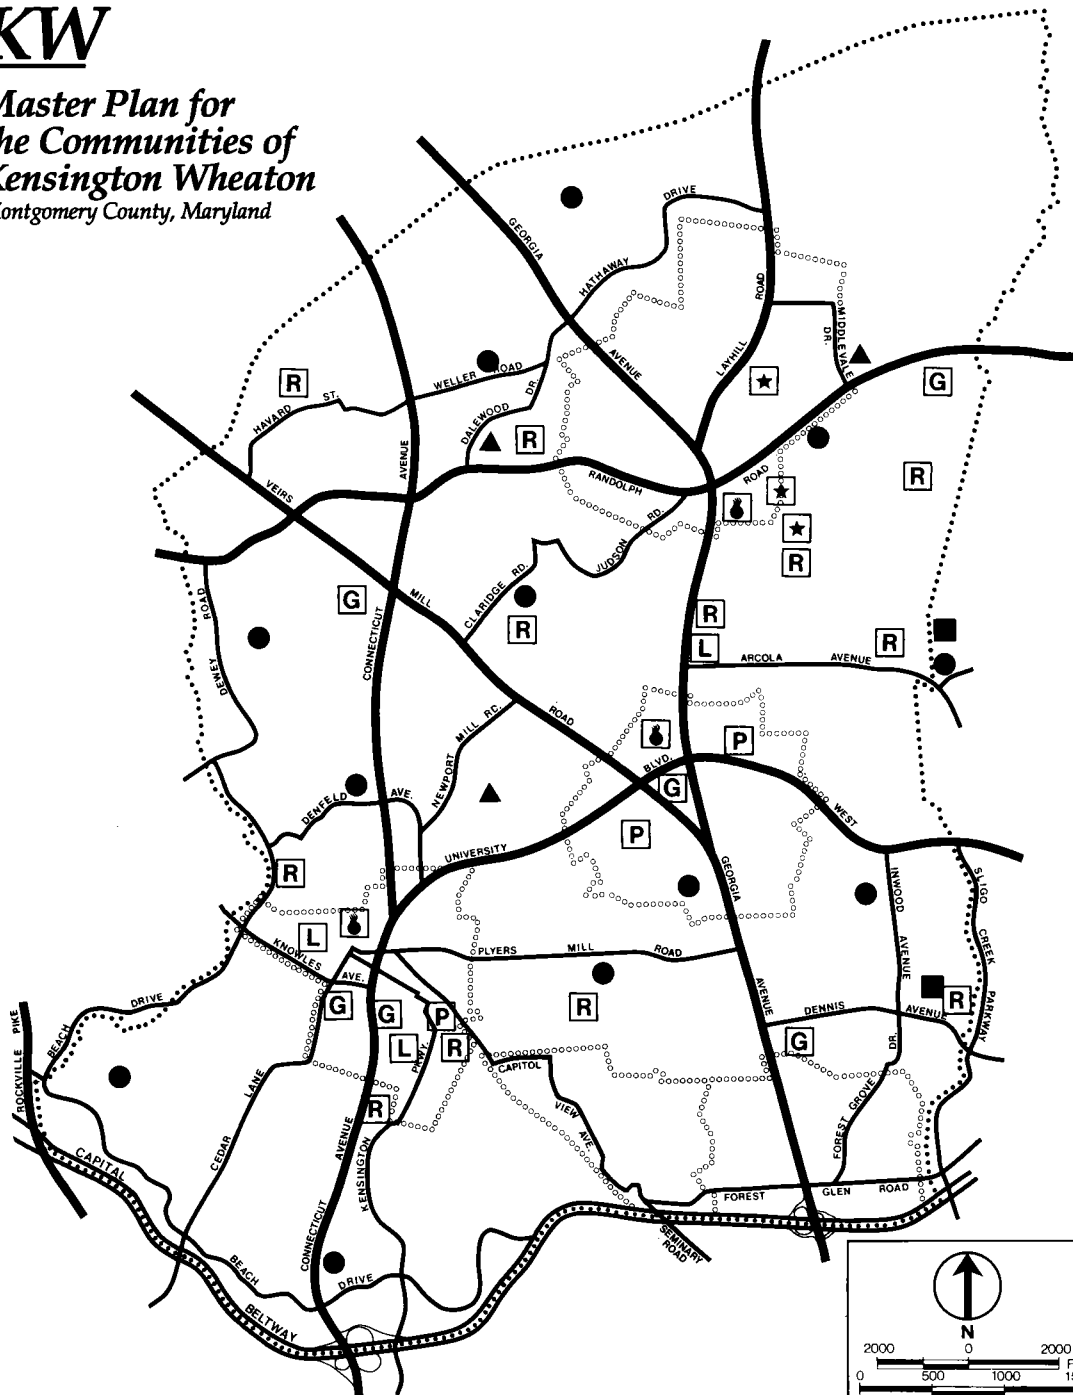 KW
Master Plan for
the Communities of
Kensington Wheaton
Montgomery County, Maryland
DRIVE
GEORGIA
HATHAWAY
ROAD
MIDDLEVALE
DR.
AVENUE
LAYHILL
WELLER ROAD
R
HAVARD ST.
DALEWOOD DR.
R
G
R
AVENUE
RANDOLPH
ROAD
VEIRS
JUDSON RD.
CLARIDGE RD.
R
G
MILL
R
R
L
ROAD
DEWEY
CONNECTICUT
ARCOLA AVENUE
R
NEWPORT MILL RD.
ROAD
P
BLVD.
G
WEST
DENFELD AVE.
P
UNIVERSITY
GEORGIA
INWOOD
AVENUE
SLIGO
CREEK
PARKWAY
R
L
KNOWLES
AVE.
PLYERS MILL ROAD
AVENUE
DENNIS AVENUE
R
G
G
P
R
G
L
R
PKWY.
DR.
BEACH DRIVE
ROCKVILLE PIKE
CAPITOL
VIEW
AVE.
CEDAR LANE
R
AVENUE
KENSINGTON
FOREST GROVE
CAPITAL
FOREST GLEN ROAD
CONNECTICUT
SEMINARY
ROAD
BEACH
DRIVE
BELTWAY
N
2000 0 2000
500 1000
0